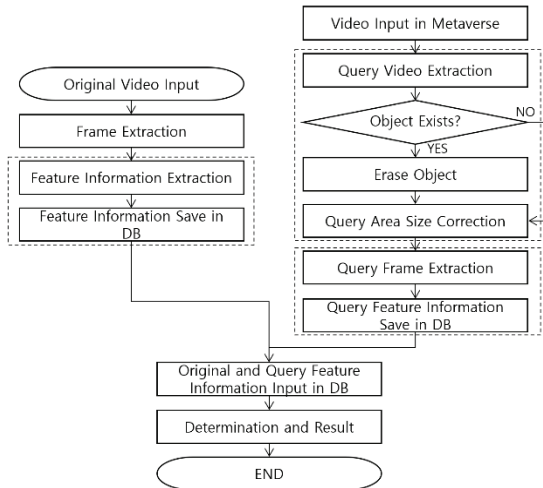 Original Video Input
Frame Extraction
Feature Information Extraction
Feature Information Save in
DB
Video Input in Metaverse
Query Video Extraction
Object Exists?
NO
YES
Erase Object
Query Area Size Correction
Query Frame Extraction
Query Feature Information
Save in DB
Original and Query Feature
Information Input in DB
Determination and Result
END